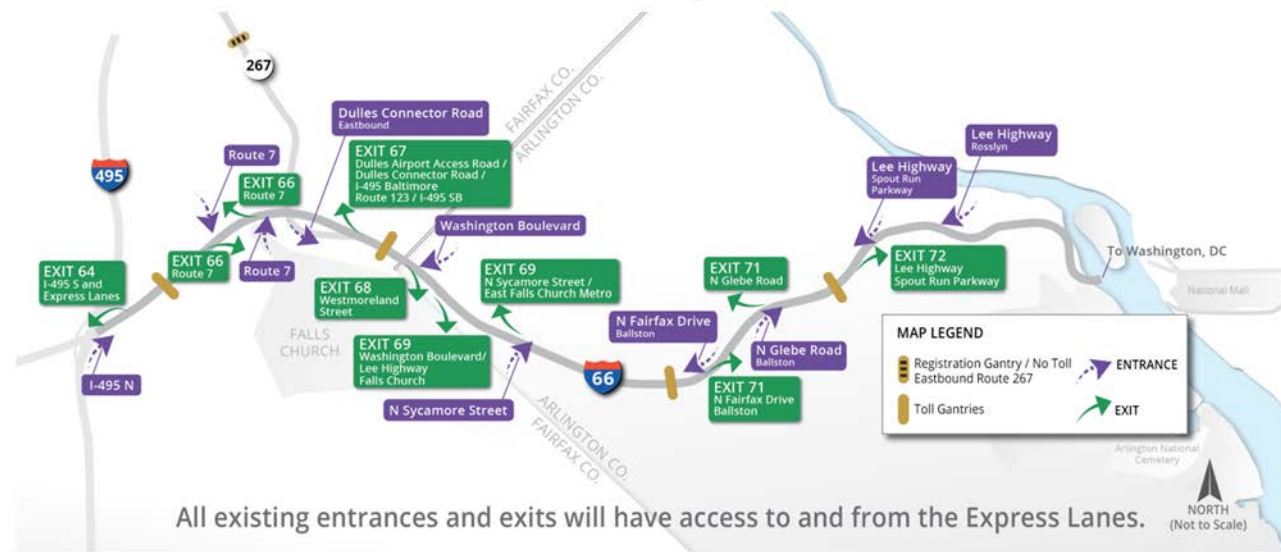 267
FAIRFAX CO.
ARLINGTON CO.
Dulles Connector Road
Eastbound
Route 7
EXIT 67
Dulles Airport Access Road /
Dulles Connector Road /
I-495 Baltimore
Route 123 / I-495 SB
Lee Highway
Rosslyn
Lee Highway
Spout Run
Parkway
495
EXIT 66
Route 7
Washington Boulevard
EXIT 66
Route 7
Route 7
EXIT 64
I-495 S and
Express Lanes
EXIT 68
Westmoreland
Street
EXIT 69
N Sycamore Street /
East Falls Church Metro
EXIT 71
N Glebe Road
EXIT 72
Lee Highway
Spout Run Parkway
To Washington, DC
National Mall
FALLS
CHURCH
EXIT 69
Washington Boulevard/
Lee Highway
Falls Church
N Fairfax Drive
Ballston
N Glebe Road
Ballston
I-495 N
N Sycamore Street
66
EXIT 71
N Fairfax Drive
Ballston
ARLINGTON CO.
FAIRFAX CO.
MAP LEGEND
Registration Gantry / No Toll
Eastbound Route 267
ENTRANCE
Toll Gantries
EXIT
Arlington National
Cemetery
All existing entrances and exits will have access to and from the Express Lanes.
NORTH
(Not to Scale)